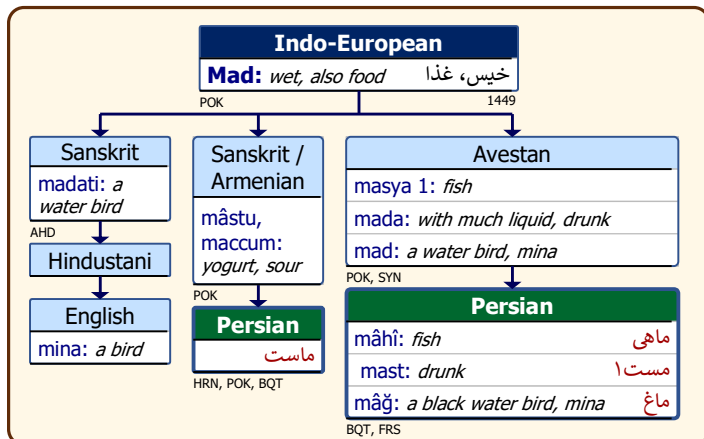 Indo-European
Mad: wet, also food خیس، غذا
POK 1449
Sanskrit
madati: a
water bird
AHD
Hindustani
English
mina: a bird
Sanskrit /
Armenian
mâstu,
maccum:
yogurt, sour
POK
Persian
ماست
HRN, POK, BQT
Avestan
masya 1: fish
mada: with much liquid, drunk
mad: a water bird, mina
POK, SYN
Persian
mâhî: fish ماهی
mast: drunk مست۱
mâğ: a black water bird, mina ماغ
BQT, FRS